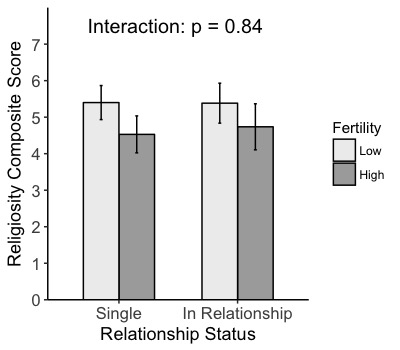 Interaction: p = 0.84
Religiosity Composite Score
7
6
5
4
3
2
1
0
Single
In Relationship
Relationship Status
Fertility
Low
High